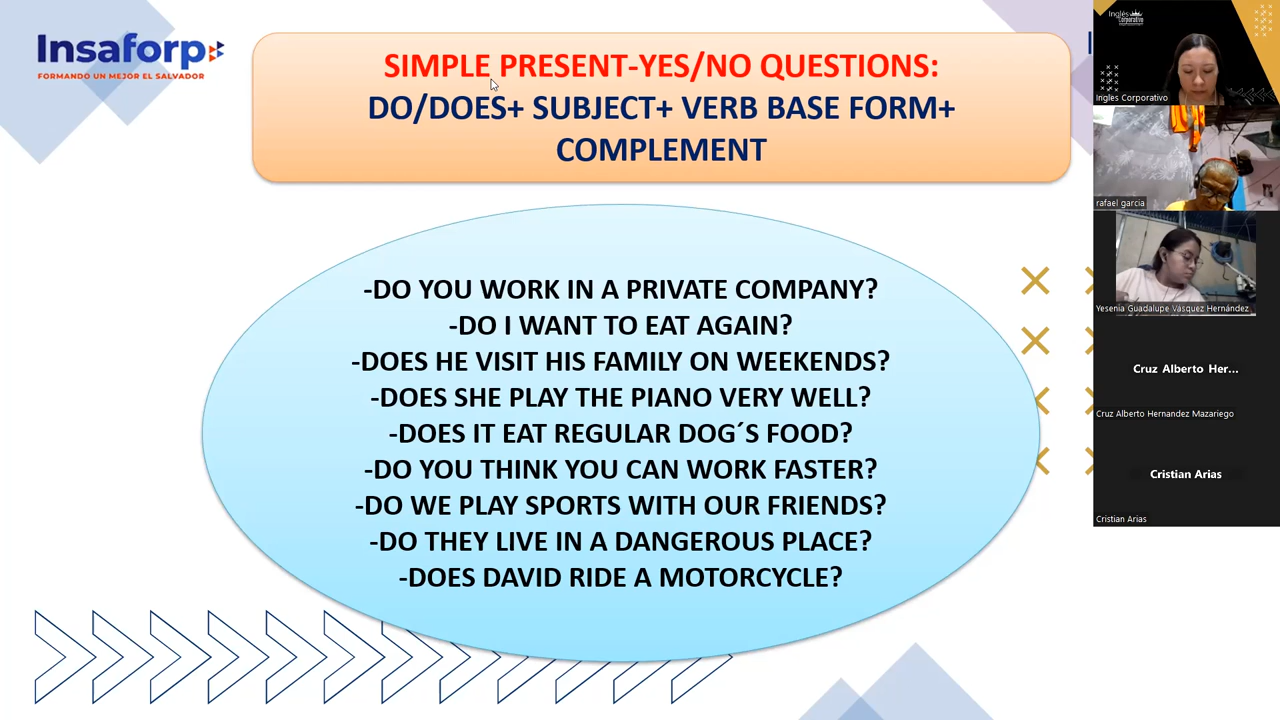 Insaforp
FORMANDO UN MEJOR EL SALVADOR
SIMPLE PRESENT-YES/NO QUESTIONS:
DO/DOES+ SUBJECT+ VERB BASE FORM+
COMPLEMENT
-DO YOU WORK IN A PRIVATE COMPANY?
-DO I WANT TO EAT AGAIN?
-DOES HE VISIT HIS FAMILY ON WEEKENDS?
-DOES SHE PLAY THE PIANO VERY WELL?
-DOES IT EAT REGULAR DOG´S FOOD?
-DO YOU THINK YOU CAN WORK FASTER?
-DO WE PLAY SPORTS WITH OUR FRIENDS?
-DO THEY LIVE IN A DANGEROUS PLACE?
-DOES DAVID RIDE A MOTORCYCLE?
Inglés
Corporativo
Ingles Corporativo
rafael garcia
Yesenia Guadalupe Vásquez Hernández
Cruz Alberto Her...
Cruz Alberto Hernandez Mazariego
Cristian Arias
Cristian Arias